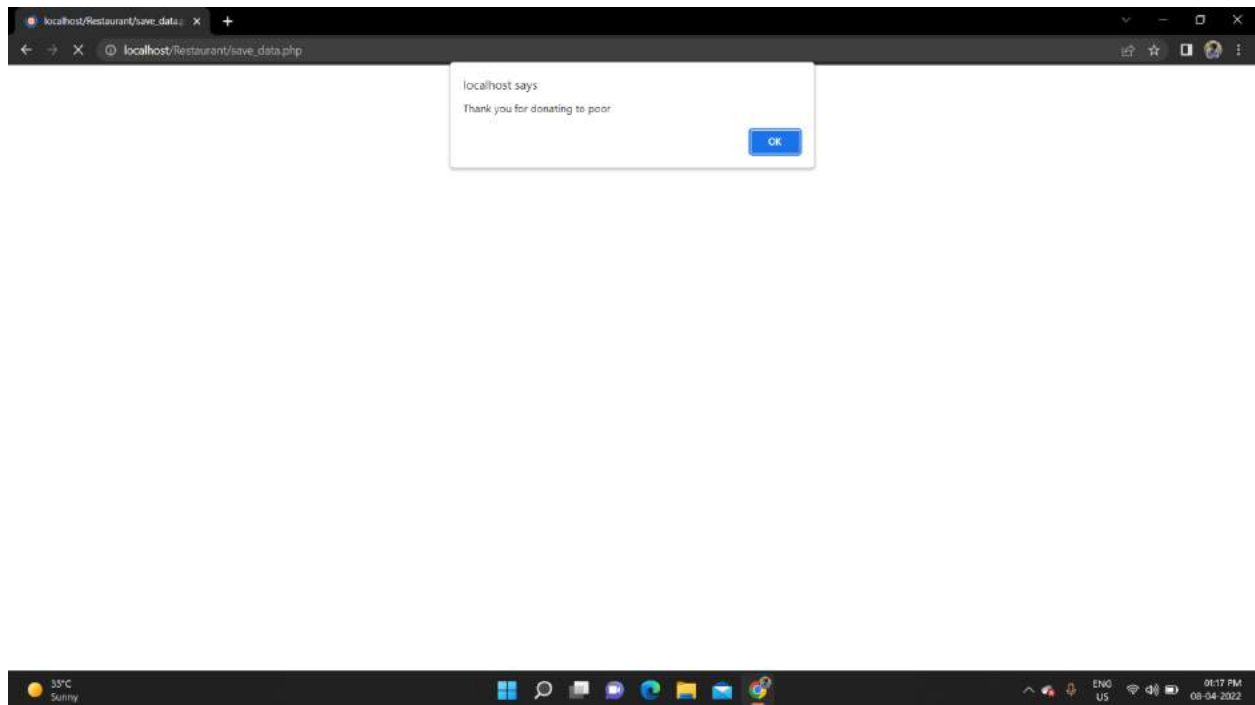 localhost/Restaurant/save_data.p
localhost/Restaurant/save_data.php
localhost says
Thank you for donating to poor
OK
35°C
Sunny
ENG
US
01:17 PM
08-04-2022